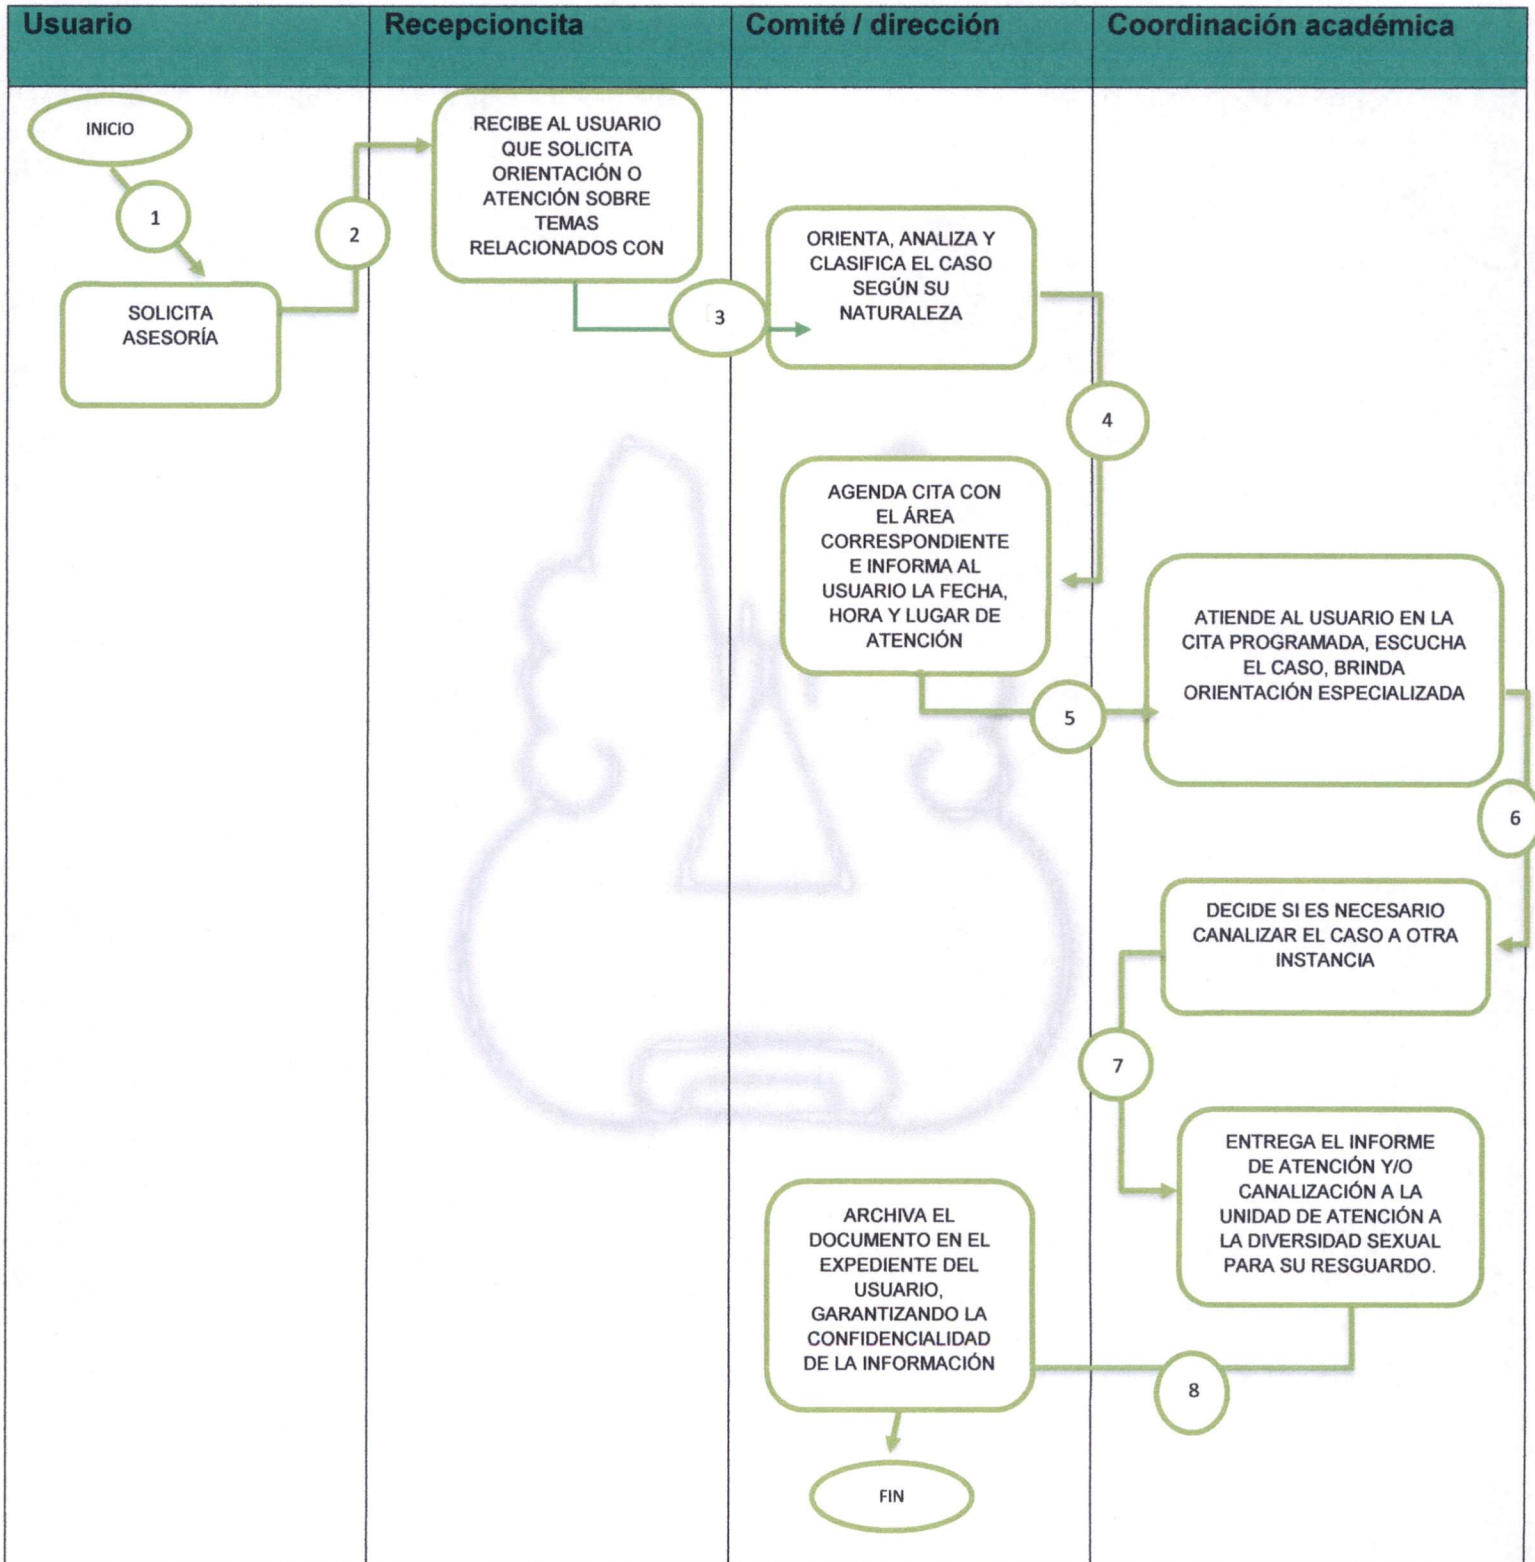 Usuario
Recepcioncita
Comité / dirección
Coordinación académica
INICIO
1
SOLICITA
ASESORÍA
2
RECIBE AL USUARIO
QUE SOLICITA
ORIENTACIÓN O
ATENCIÓN SOBRE
TEMAS
RELACIONADOS CON
3
ORIENTA, ANALIZA Y
CLASIFICA EL CASO
SEGÚN SU
NATURALEZA
4
AGENDA CITA CON
EL ÁREA
CORRESPONDIENTE
E INFORMA AL
USUARIO LA FECHA,
HORA Y LUGAR DE
ATENCIÓN
5
ATIENDE AL USUARIO EN LA
CITA PROGRAMADA, ESCUCHA
EL CASO, BRINDA
ORIENTACIÓN ESPECIALIZADA
6
DECIDE SI ES NECESARIO
CANALIZAR EL CASO A OTRA
INSTANCIA
7
ENTREGA EL INFORME
DE ATENCIÓN Y/O
CANALIZACIÓN A LA
UNIDAD DE ATENCIÓN A
LA DIVERSIDAD SEXUAL
PARA SU RESGUARDO.
8
ARCHIVA EL
DOCUMENTO EN EL
EXPEDIENTE DEL
USUARIO,
GARANTIZANDO LA
CONFIDENCIALIDAD
DE LA INFORMACIÓN
FIN